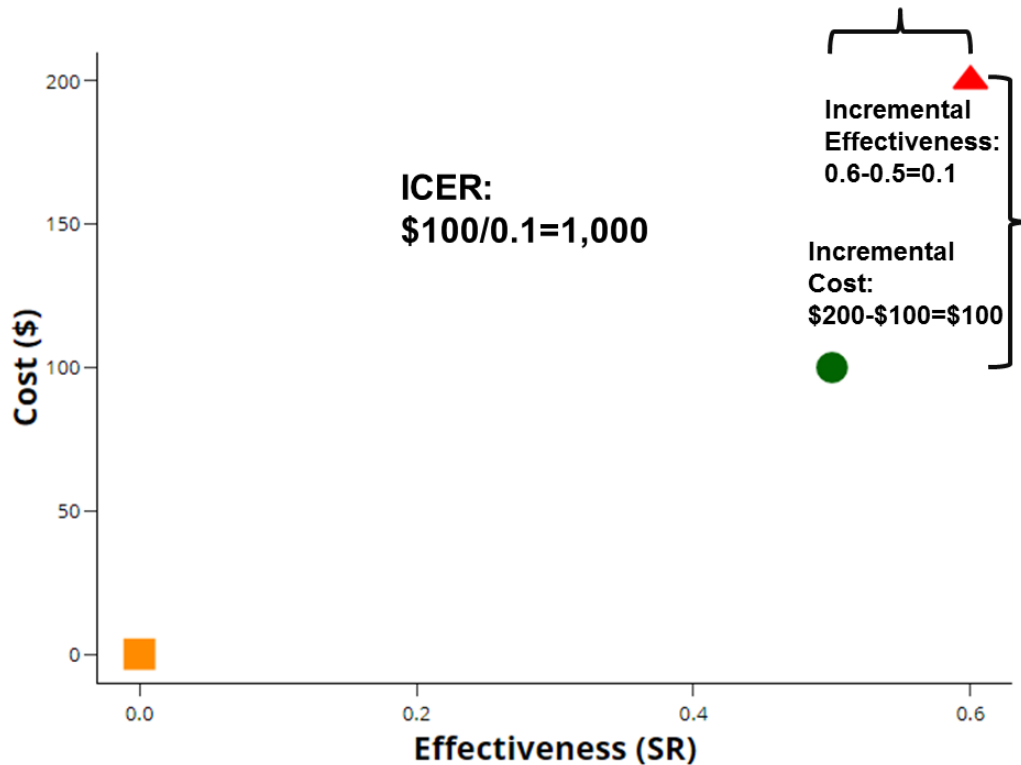 200
Incremental
Effectiveness:
0.6-0.5=0.1
ICER:
$100/0.1=1,000
150
Incremental
Cost:
$200-$100=$100
Cost ($)
100
50
0
0.0 0.2 0.4 0.6
Effectiveness (SR)